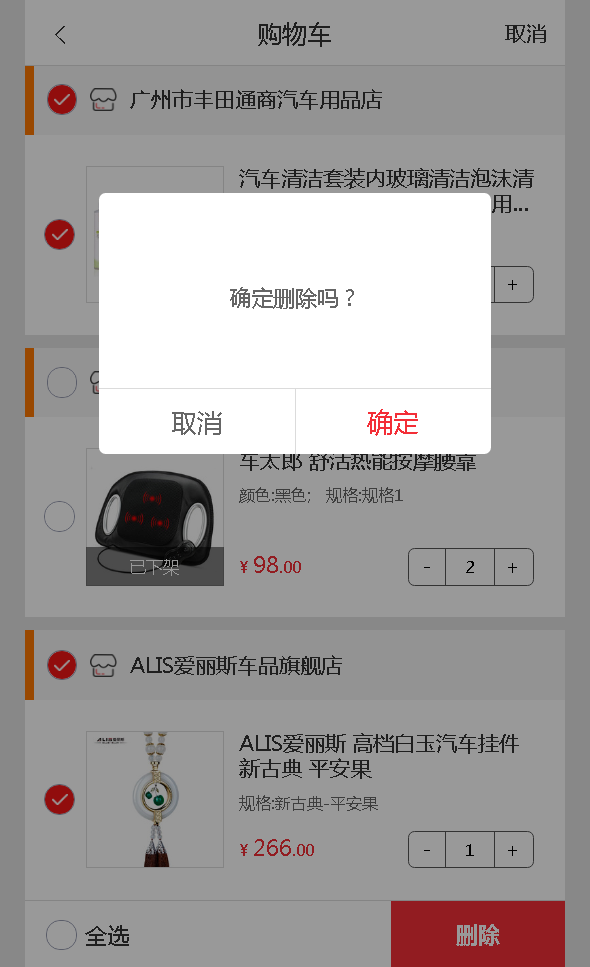 购物车
取消
广州市丰田通商汽车用品店
汽车清洁套装内玻璃清洁泡沫清
用...
+
确定删除吗？
取消
确定
车太郎 舒洁热能按摩腰靠
颜色:黑色; 规格:规格1
已下架
¥ 98.00
- 2 +
ALIS爱丽斯车品旗舰店
ALIS爱丽斯 高档白玉汽车挂件
新古典 平安果
规格:新古典-平安果
¥ 266.00
- 1 +
全选
删除